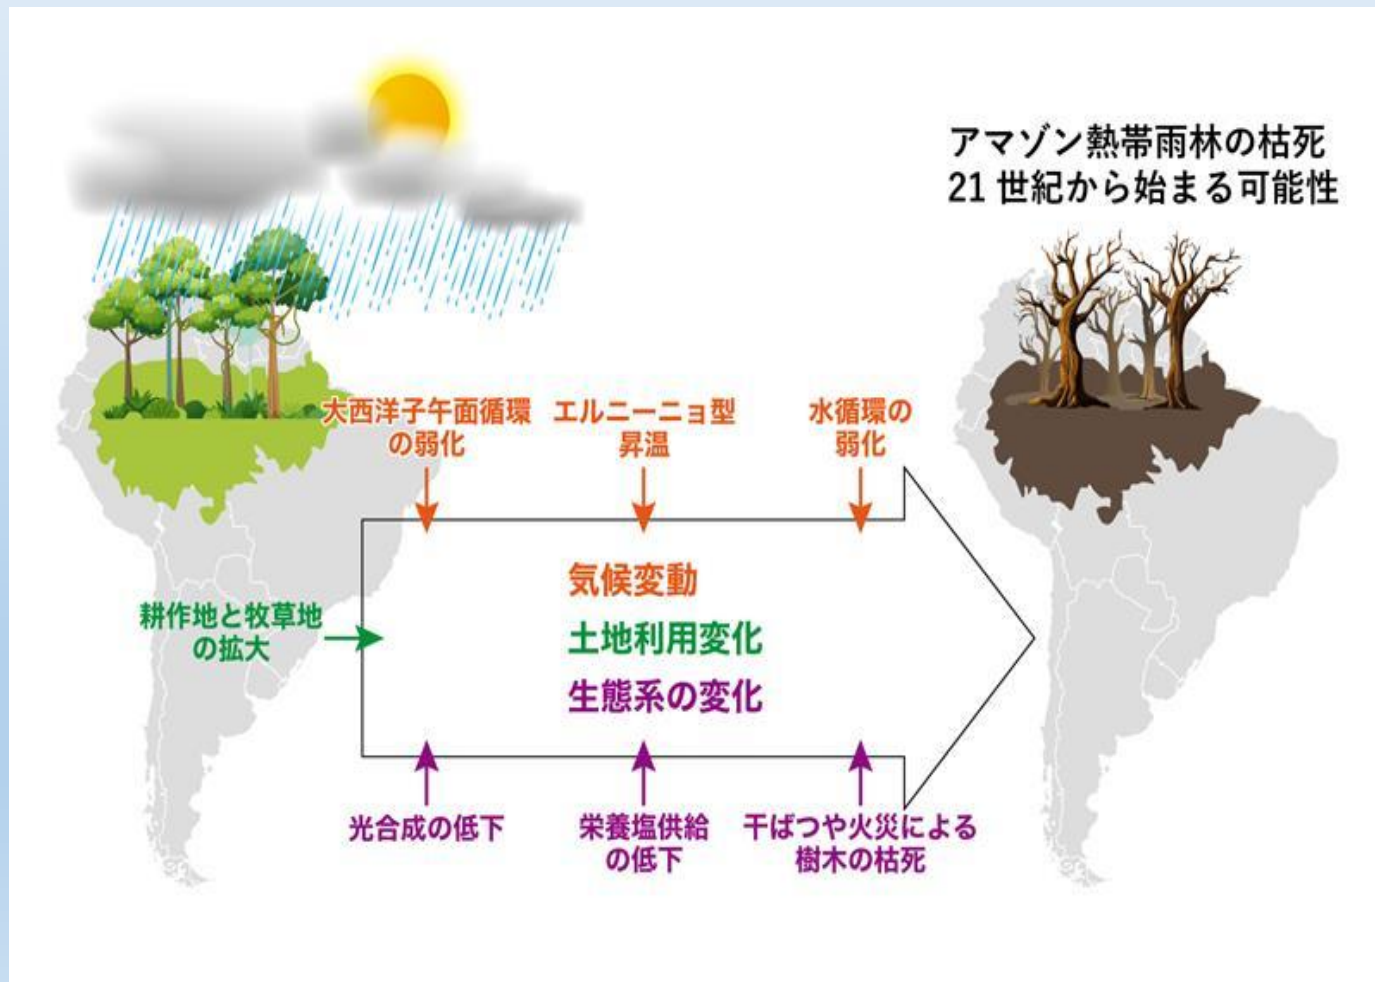 アマゾン熱帯雨林の枯死
21 世紀から始まる可能性
大西洋子午面循環
の弱化
エルニーニョ型
昇温
水循環の
弱化
気候変動
土地利用変化
生態系の変化
耕作地と牧草地
の拡大
光合成の低下
栄養塩供給
の低下
干ばつや火災による
樹木の枯死